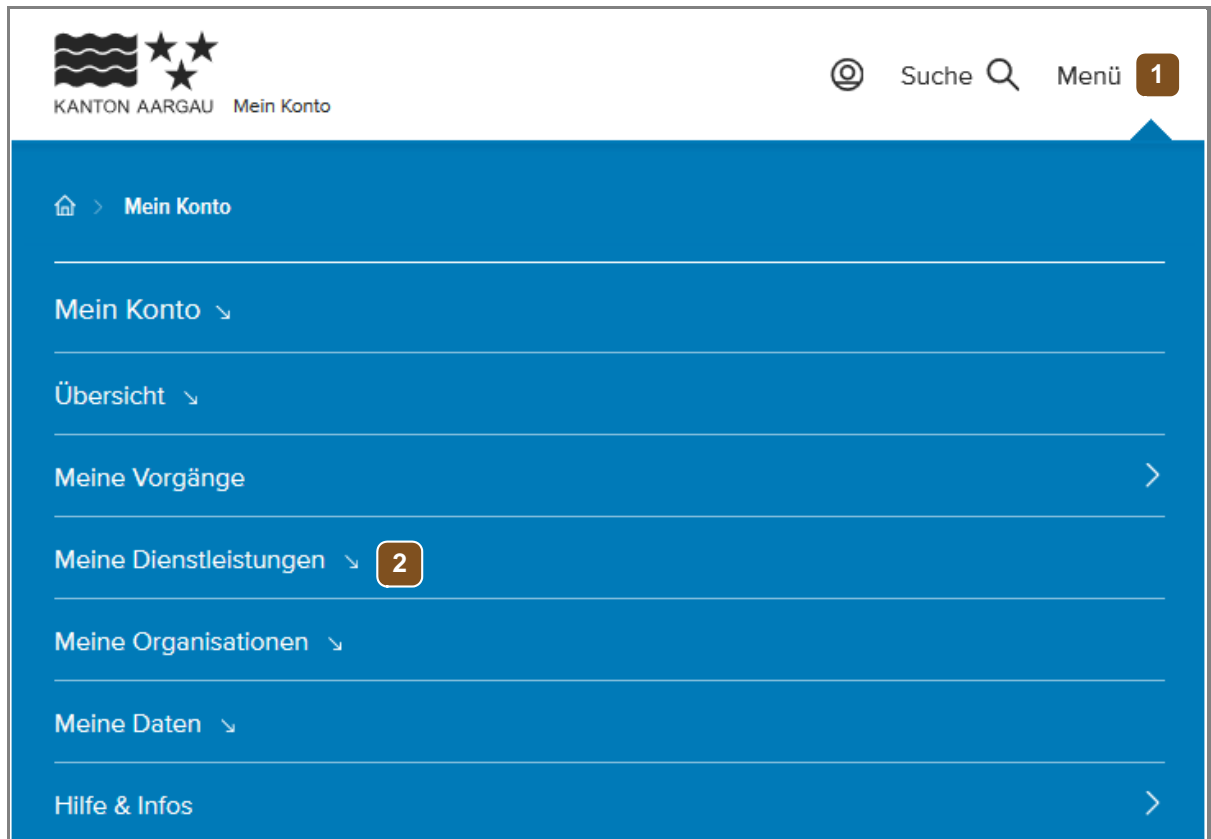 Suche Menü 1
KANTON AARGAU Mein Konto
Mein Konto
Mein Konto
Übersicht
Meine Vorgänge
Meine Dienstleistungen 2
Meine Organisationen
Meine Daten
Hilfe & Infos